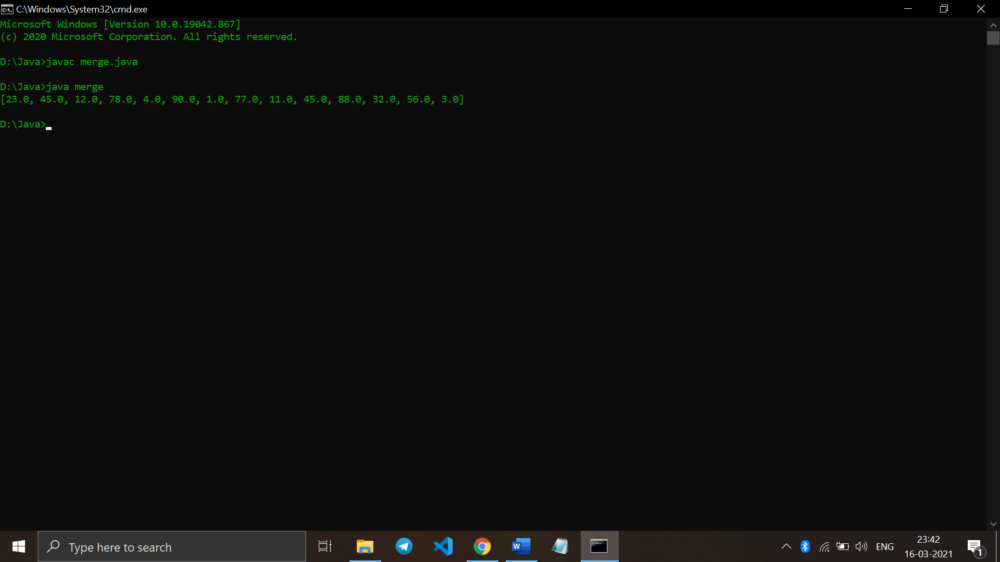 C:\Windows\System32\cmd.exe
Microsoft Windows [Version 10.0.19042.867]
(c) 2020 Microsoft Corporation. All rights reserved.
D:\Java>javac merge.java
D:\Java>java merge
[23.0, 45.0, 12.0, 78.0, 4.0, 90.0, 1.0, 77.0, 11.0, 45.0, 88.0, 32.0, 56.0, 3.0]
D:\Java>
Type here to search
ENG
23:42
16-03-2021
1